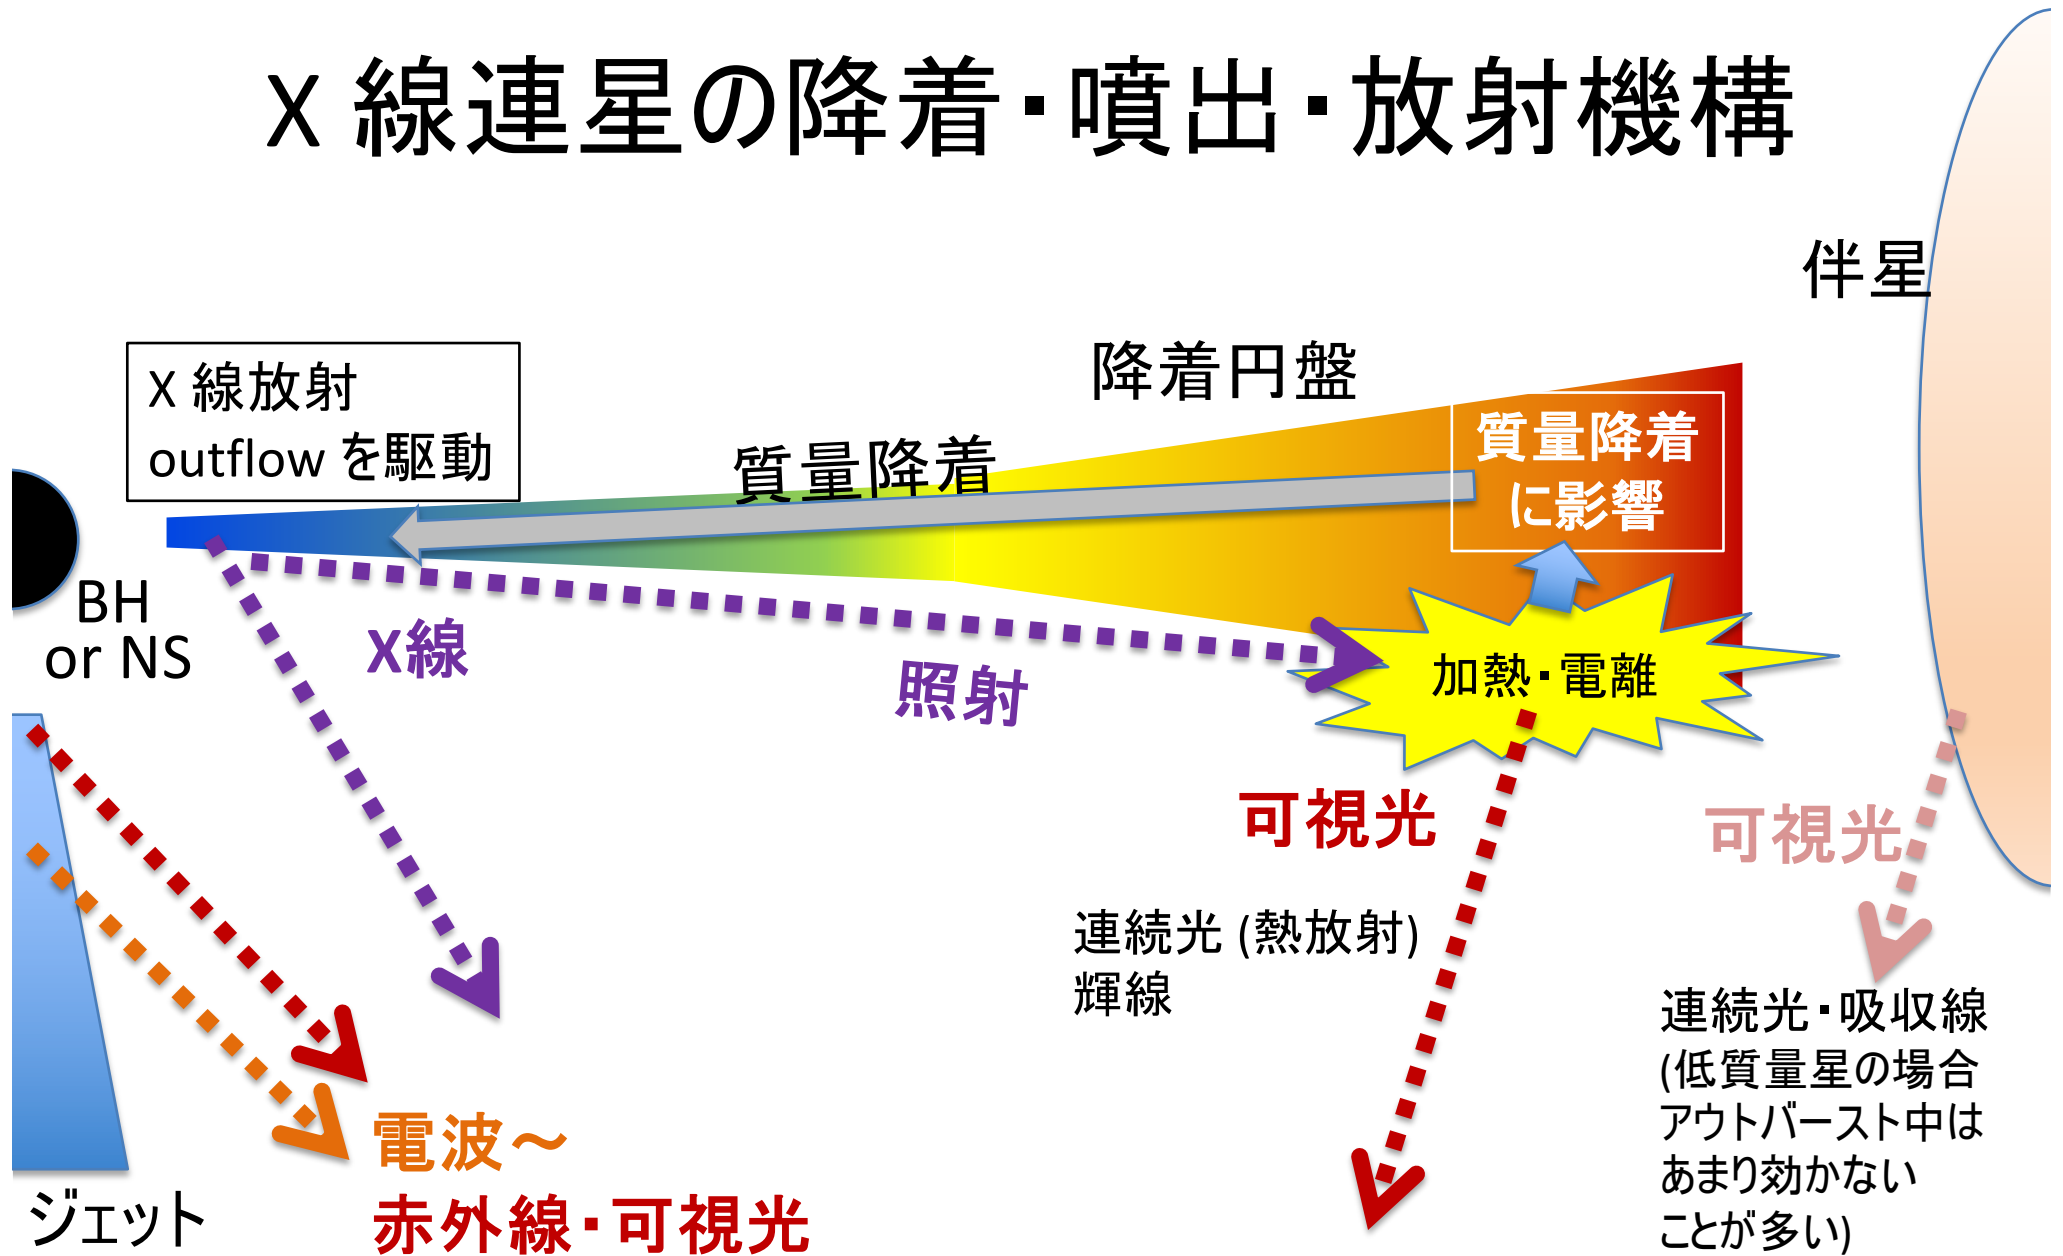 X 線連星の降着・噴出・放射機構
伴星
降着円盤
X 線放射
outflow を駆動
質量降着
質量降着
に影響
BH
or NS
X線
照射
加熱・電離
可視光
可視光
連続光 (熱放射)
輝線
連続光・吸収線
(低質量星の場合
アウトバースト中は
あまり効かない
ことが多い)
電波～
赤外線・可視光
ジェット